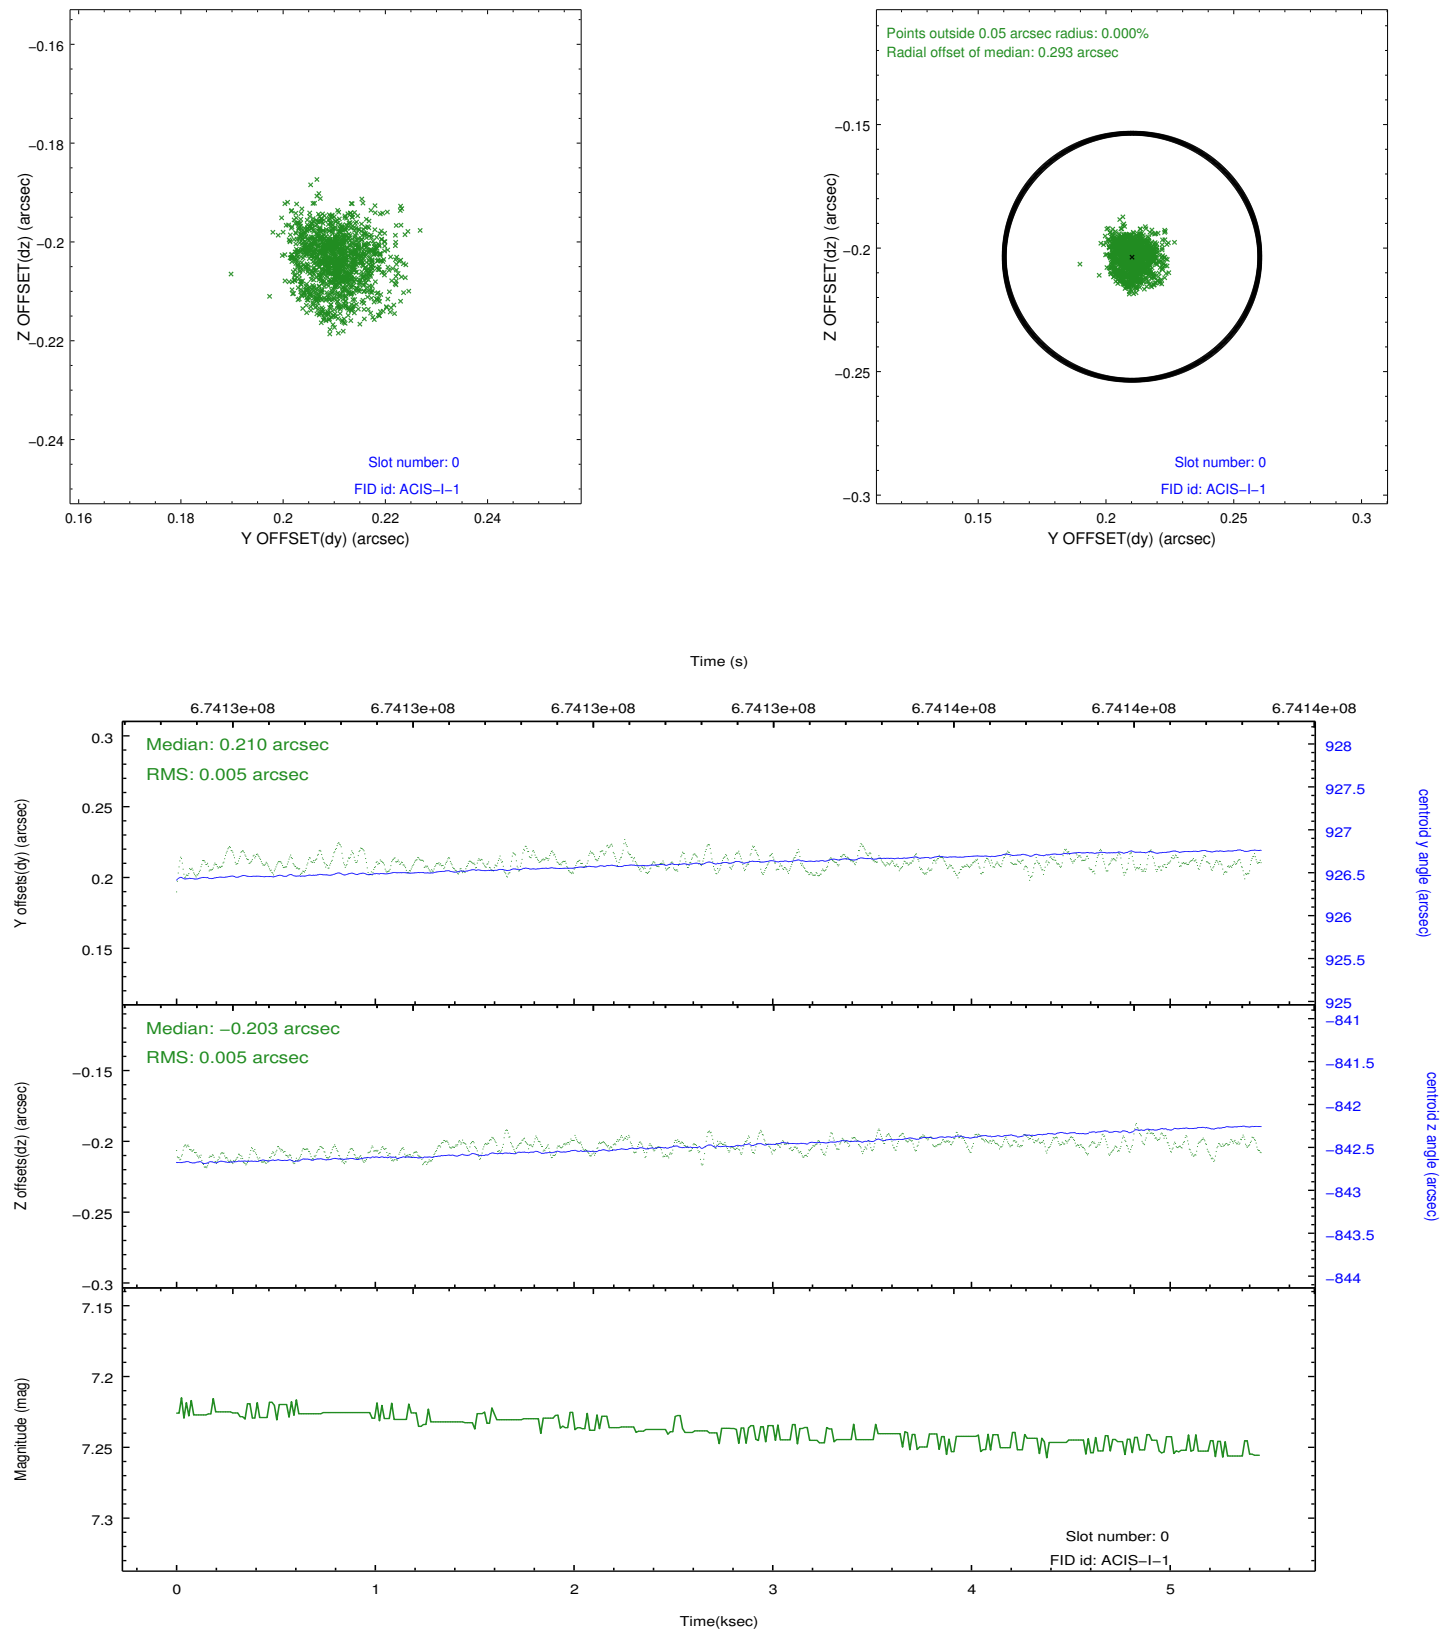 −0.16
−0.18
−0.2
−0.22
−0.24
Z OFFSET(dz) (arcsec)
Slot number: 0
FID id: ACIS−I−1
0.16 0.18 0.2 0.22 0.24
Y OFFSET(dy) (arcsec)
Points outside 0.05 arcsec radius: 0.000%
Radial offset of median: 0.293 arcsec
−0.15
−0.2
−0.25
−0.3
Z OFFSET(dz) (arcsec)
Slot number: 0
FID id: ACIS−I−1
0.15 0.2 0.25 0.3
Y OFFSET(dy) (arcsec)
Time (s)
6.7413e+08 6.7413e+08 6.7413e+08 6.7413e+08 6.7414e+08 6.7414e+08 6.7414e+08
Median: 0.210 arcsec
RMS: 0.005 arcsec
0.3
0.25
0.2
0.15
Y offsets(dy) (arcsec)
928
927.5
927
926.5
926
925.5
925
centroid y angle (arcsec)
Median: −0.203 arcsec
RMS: 0.005 arcsec
−0.15
−0.2
−0.25
−0.3
Z offsets(dz) (arcsec)
−841
−841.5
−842
−842.5
−843
−843.5
−844
centroid z angle (arcsec)
7.15
7.2
7.25
7.3
Magnitude (mag)
Slot number: 0
FID id: ACIS−I−1
0 1 2 3 4 5
Time(ksec)